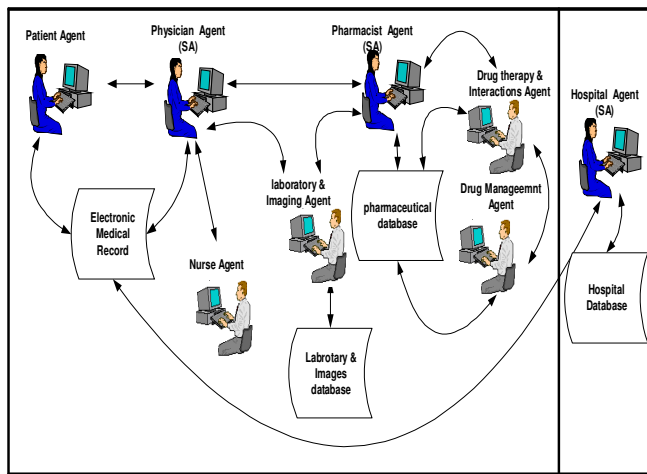 Patient Agent
Physician Agent
(SA)
Pharmacist Agent
(SA)
Drug therapy &
Interactions Agent
Hospital Agent
(SA)
laboratory &
Imaging Agent
pharmaceutical
database
Drug Manageemnt
Agent
Electronic
Medical
Record
Nurse Agent
Hospital
Database
Labrotary &
Images
database